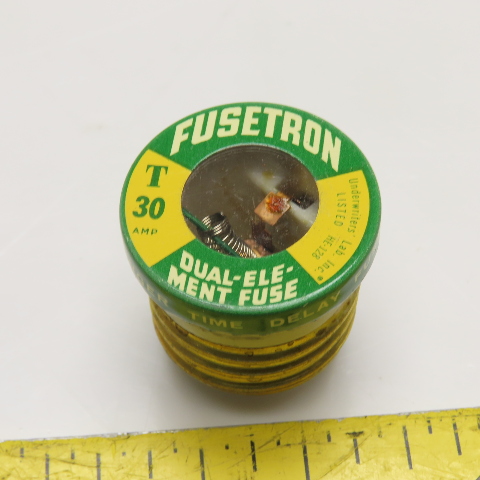 FUSETRON
T
30
AMP
Underwriters' Lab. Inc.®
LISTED
DUAL-ELE-
MENT FUSE
TIME DELAY